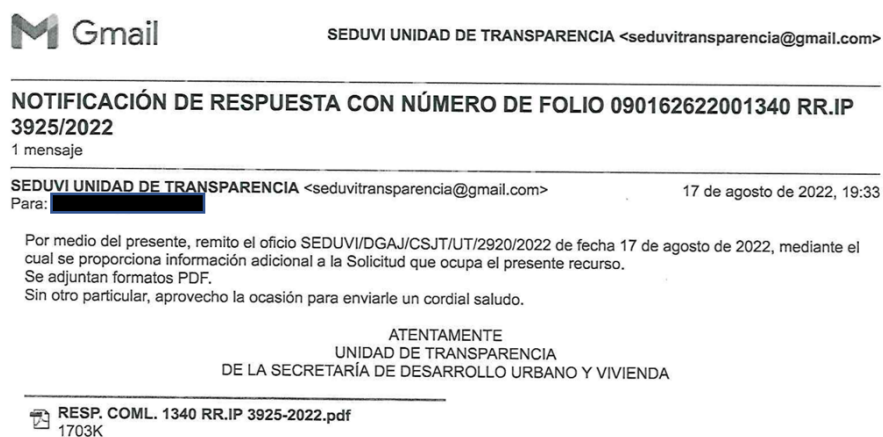 Gmail
SEDUVI UNIDAD DE TRANSPARENCIA <seduvitransparencia@gmail.com>
NOTIFICACIÓN DE RESPUESTA CON NÚMERO DE FOLIO 090162622001340 RR.IP
3925/2022
1 mensaje
SEDUVI UNIDAD DE TRANSPARENCIA <seduvitransparencia@gmail.com>
17 de agosto de 2022, 19:33
Para:
Por medio del presente, remito el oficio SEDUVI/DGAJ/CSJT/UT/2920/2022 de fecha 17 de agosto de 2022, mediante el
cual se proporciona información adicional a la Solicitud que ocupa el presente recurso.
Se adjuntan formatos PDF.
Sin otro particular, aprovecho la ocasión para enviarle un cordial saludo.
ATENTAMENTE
UNIDAD DE TRANSPARENCIA
DE LA SECRETARÍA DE DESARROLLO URBANO Y VIVIENDA
RESP. COML. 1340 RR.IP 3925-2022.pdf
1703K